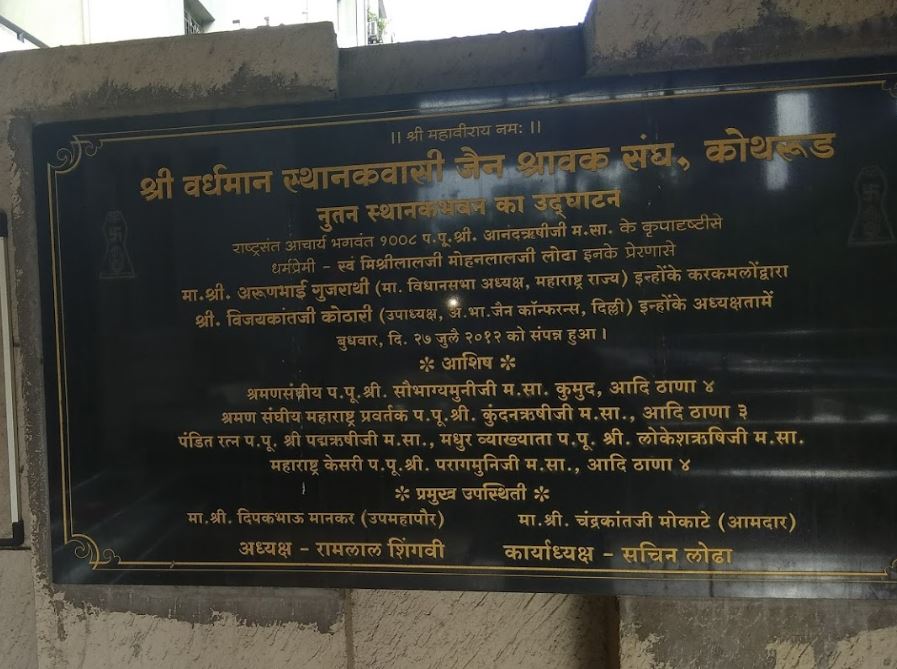 ।। श्री महावीराय नमः ।।
श्री वर्धमान स्थानकवासी जैन श्रावक संघ, कोथरूड
नुतन स्थानकभवन का उद्घाटन
राष्ट्रसंत आचार्य भगवंत १००८ प.पू.श्री. आनंदऋषीजी म.सा. के कृपादृष्टीसे
धर्मप्रेमी - स्वं मिश्रीलालजी मोहनलालजी लोढा इनके प्रेरणासे
मा.श्री. अरूणभाई गुजराथी (मा. विधानसभा अध्यक्ष, महाराष्ट्र राज्य) इन्होंके करकमलोंद्वारा
श्री. विजयकांतजी कोठारी (उपाध्यक्ष, अ.भा.जैन कॉन्फरन्स, दिल्ली) इन्होंके अध्यक्षतामें
बुधवार, दि. २७ जुलै २०१२ को संपन्न हुआ।
❇ आशिष ❇
श्रमणसंघीय प.पू.श्री. सौभाग्यमुनीजी म.सा. कुमुद, आदि ठाणा ४
श्रमण संघीय महाराष्ट्र प्रवर्तक प.पू.श्री. कुंदनऋषीजी म.सा., आदि ठाणा ३
पंडित रत्न प.पू. श्री पद्मऋषीजी म.सा., मधुर व्याख्याता प.पू. श्री. लोकेशऋषिजी म.सा.
महाराष्ट्र केसरी प.पू.श्री. परागमुनिजी म.सा., आदि ठाणा ४
❇ प्रमुख उपस्थिती ❇
मा.श्री. दिपकभाऊ मानकर (उपमहापौर) मा.श्री. चंद्रकांतजी मोकाटे (आमदार)
अध्यक्ष - रामलाल शिंगवी कार्याध्यक्ष - सचिन लोढा